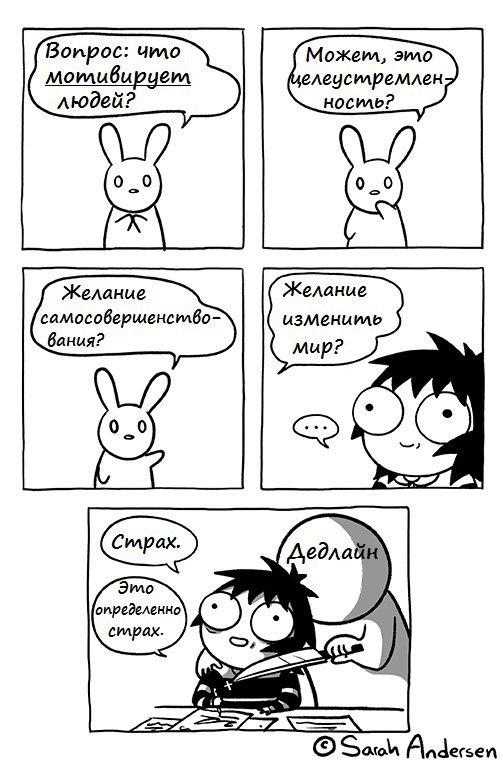 Вопрос: что
мотивирует
людей?
Может, это
целеустремлен-
ность?
Желание
самосовершенство-
вания?
Желание
изменить
мир?
...
Страх.
Это
определенно
страх.
Дедлайн
© Sarah Andersen